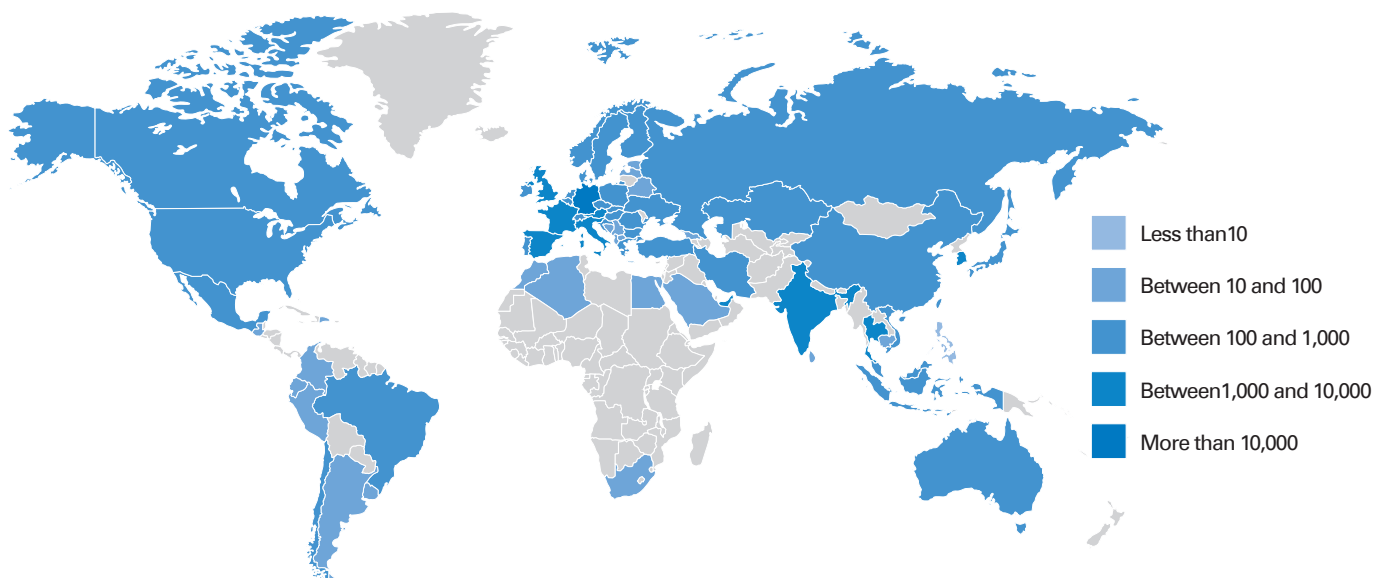 Less than10
Between 10 and 100
Between 100 and 1,000
Between1,000 and 10,000
More than 10,000